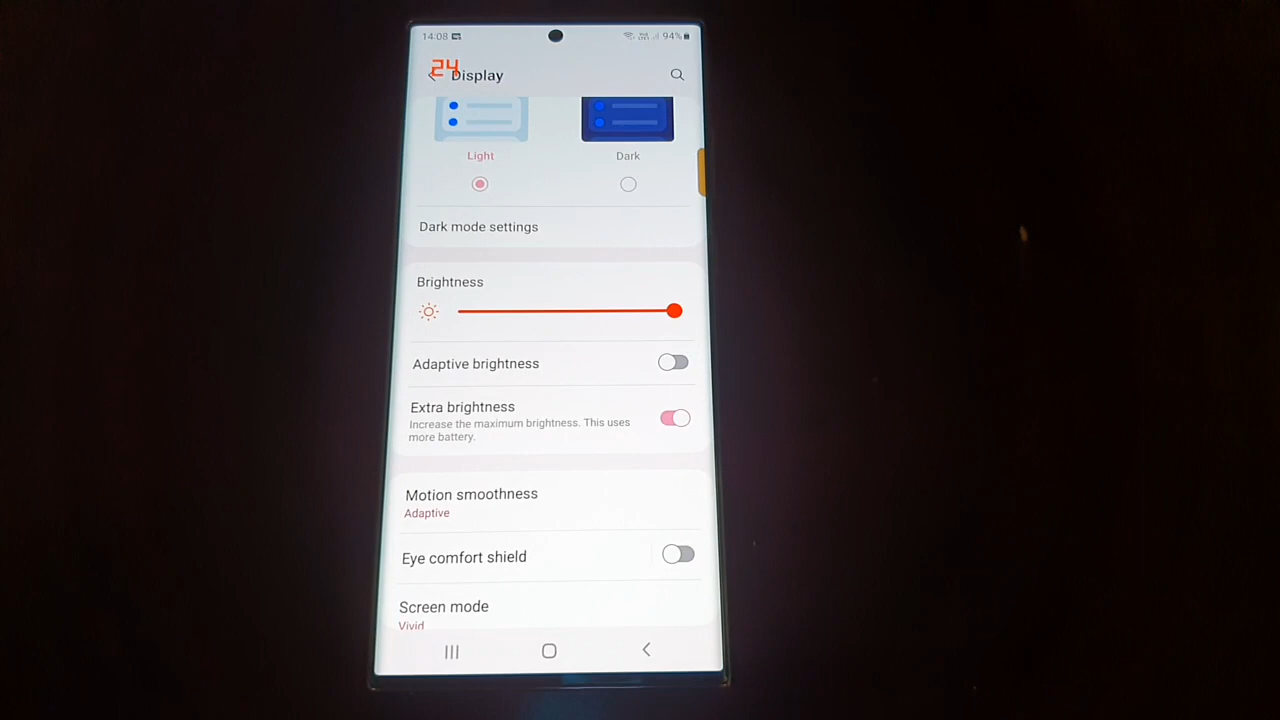 14:08
94%
24
Display
Light
Dark
Dark mode settings
Brightness
Adaptive brightness
Extra brightness
Increase the maximum brightness. This uses
more battery.
Motion smoothness
Adaptive
Eye comfort shield
Screen mode
Vivid